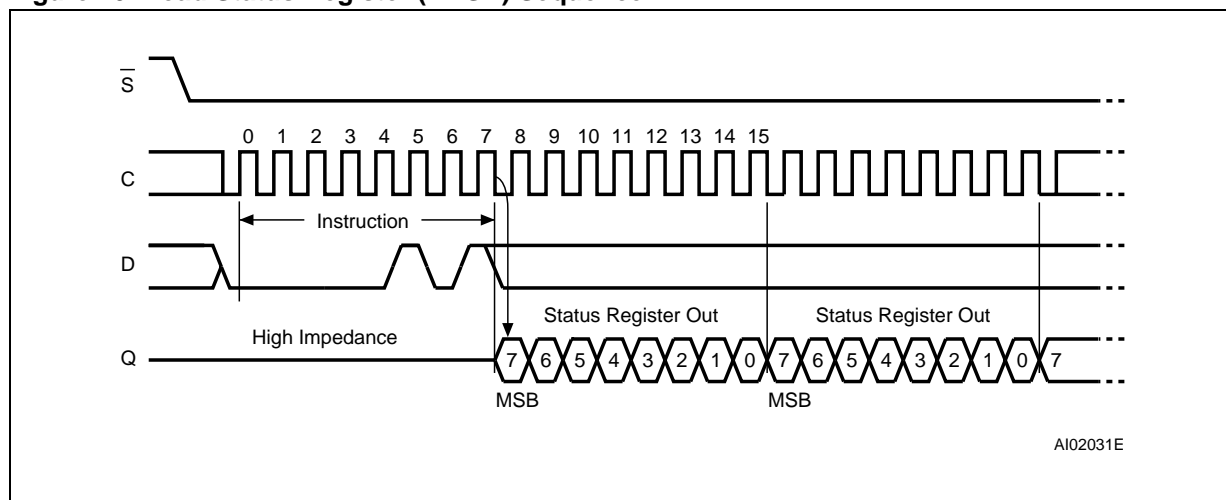 S
0 1 2 3 4 5 6 7 8 9 10 11 12 13 14 15
C
Instruction
D
Status Register Out Status Register Out
High Impedance
Q 7 6 5 4 3 2 1 0 7 6 5 4 3 2 1 0 7
MSB MSB
AI02031E